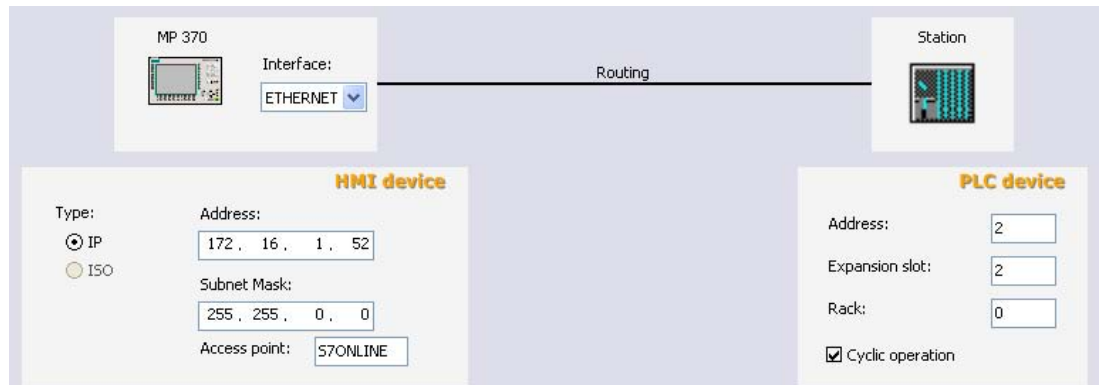 MP 370
Interface:
ETHERNET
Routing
Station
HMI device
Type:
IP
ISO
Address:
172 . 16 . 1 . 52
Subnet Mask:
255 . 255 . 0 . 0
Access point: S7ONLINE
PLC device
Address: 2
Expansion slot: 2
Rack: 0
Cyclic operation